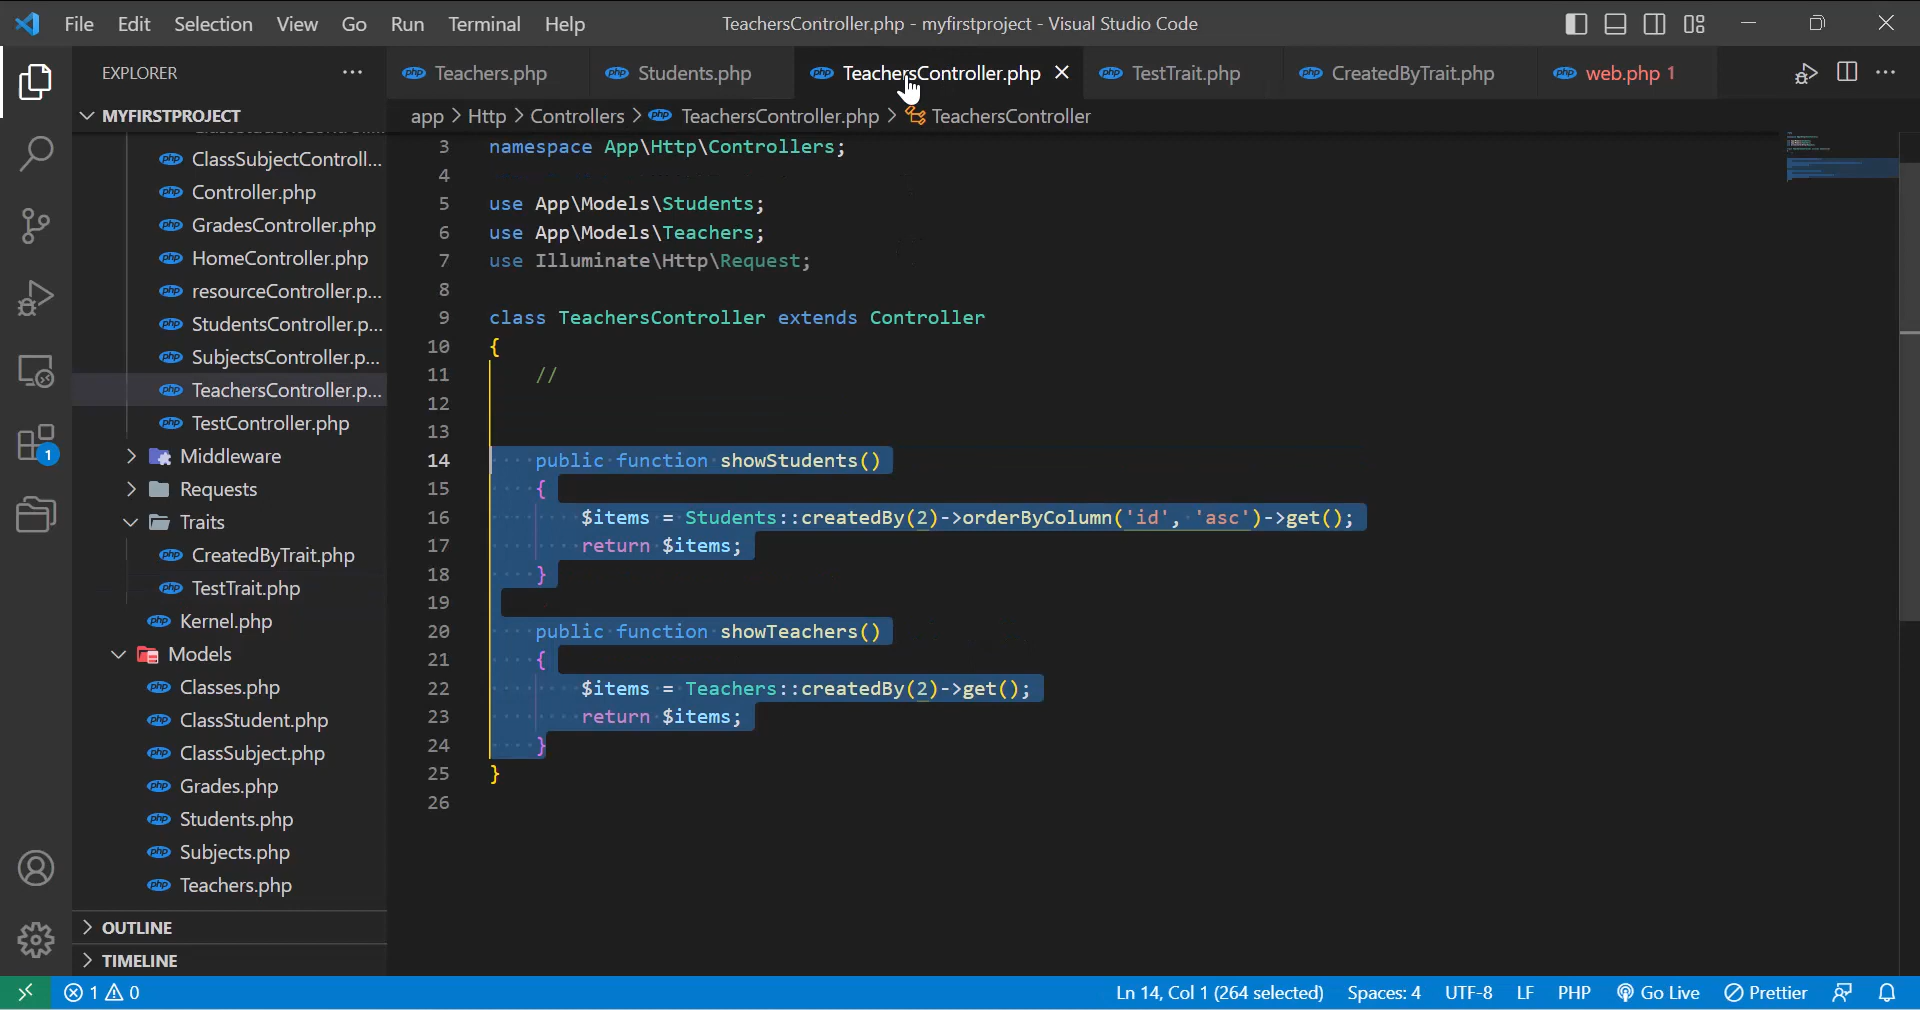 File Edit Selection View Go Run Terminal Help
TeachersController.php - myfirstproject - Visual Studio Code
EXPLORER
Teachers.php
Students.php
TeachersController.php
TestTrait.php
CreatedByTrait.php
web.php 1
MYFIRSTPROJECT
app > Http > Controllers > TeachersController.php > TeachersController
ClassSubjectControll...
Controller.php
GradesController.php
HomeController.php
resourceController.p...
StudentsController.p...
SubjectsController.p...
TeachersController.p...
TestController.php
Middleware
Requests
Traits
CreatedByTrait.php
TestTrait.php
Kernel.php
Models
Classes.php
ClassStudent.php
ClassSubject.php
Grades.php
Students.php
Subjects.php
Teachers.php
OUTLINE
TIMELINE
1
3 namespace App\Http\Controllers;
4
5 use App\Models\Students;
6 use App\Models\Teachers;
7 use Illuminate\Http\Request;
8
9 class TeachersController extends Controller
10 {
11 //
12
13
14 public function showStudents()
15 {
16 $items = Students::createdBy(2)->orderByColumn('id', 'asc')->get();
17 return $items;
18 }
19
20 public function showTeachers()
21 {
22 $items = Teachers::createdBy(2)->get();
23 return $items;
24 }
25 }
26
1 0
Ln 14, Col 1 (264 selected) Spaces: 4 UTF-8 LF PHP Go Live Prettier